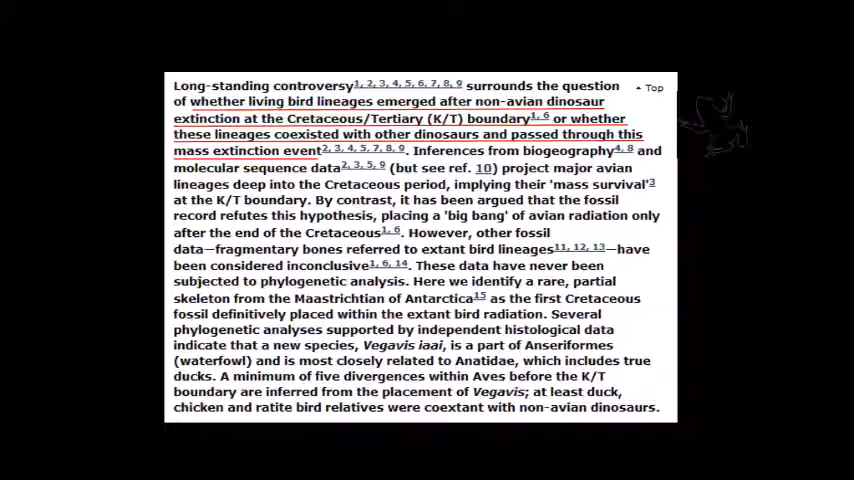 Long-standing controversy1, 2, 3, 4, 5, 6, 7, 8, 9 surrounds the question
Top
of whether living bird lineages emerged after non-avian dinosaur
extinction at the Cretaceous/Tertiary (K/T) boundary1, 6 or whether
these lineages coexisted with other dinosaurs and passed through this
mass extinction event2, 3, 4, 5, 7, 8, 9. Inferences from biogeography4, 8 and
molecular sequence data2, 3, 5, 9 (but see ref. 10) project major avian
lineages deep into the Cretaceous period, implying their 'mass survival'3
at the K/T boundary. By contrast, it has been argued that the fossil
record refutes this hypothesis, placing a 'big bang' of avian radiation only
after the end of the Cretaceous1, 6. However, other fossil
data—fragmentary bones referred to extant bird lineages11, 12, 13—have
been considered inconclusive1, 6, 14. These data have never been
subjected to phylogenetic analysis. Here we identify a rare, partial
skeleton from the Maastrichtian of Antarctica15 as the first Cretaceous
fossil definitively placed within the extant bird radiation. Several
phylogenetic analyses supported by independent histological data
indicate that a new species, Vegavis iaai, is a part of Anseriformes
(waterfowl) and is most closely related to Anatidae, which includes true
ducks. A minimum of five divergences within Aves before the K/T
boundary are inferred from the placement of Vegavis; at least duck,
chicken and ratite bird relatives were coextant with non-avian dinosaurs.